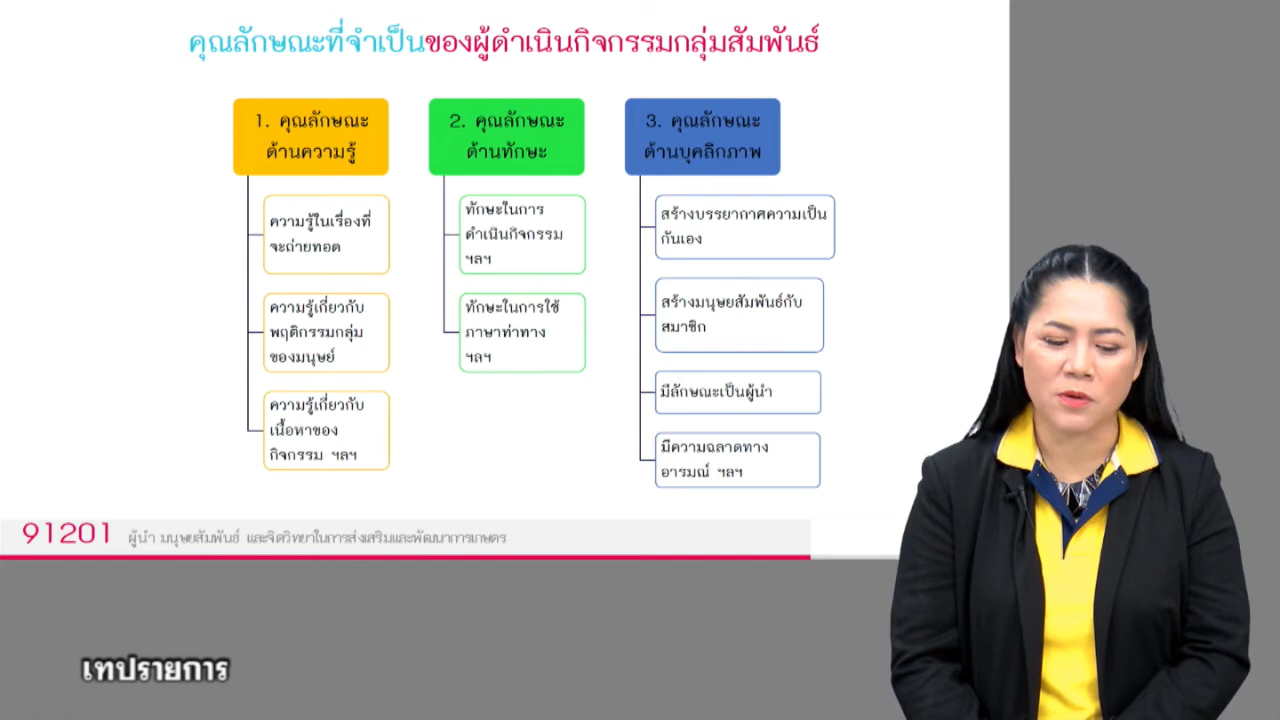 คุณลักษณะที่จำเป็นของผู้ดำเนินกิจกรรมกลุ่มสัมพันธ์
1. คุณลักษณะ
ด้านความรู้
ความรู้ในเรื่องที่
จะถ่ายทอด
ความรู้เกี่ยวกับ
พฤติกรรมกลุ่ม
ของมนุษย์
ความรู้เกี่ยวกับ
เนื้อหาของ
กิจกรรม ฯลฯ
2. คุณลักษณะ
ด้านทักษะ
ทักษะในการ
ดำเนินกิจกรรม
ฯลฯ
ทักษะในการใช้
ภาษาท่าทาง
ฯลฯ
3. คุณลักษณะ
ด้านบุคลิกภาพ
สร้างบรรยากาศความเป็น
กันเอง
สร้างมนุษยสัมพันธ์กับ
สมาชิก
มีลักษณะเป็นผู้นำ
มีความฉลาดทาง
อารมณ์ ฯลฯ
91201 ผู้นำ มนุษยสัมพันธ์ และจิตวิทยาในการส่งเสริมและพัฒนาการเกษตร
เทปรายการ